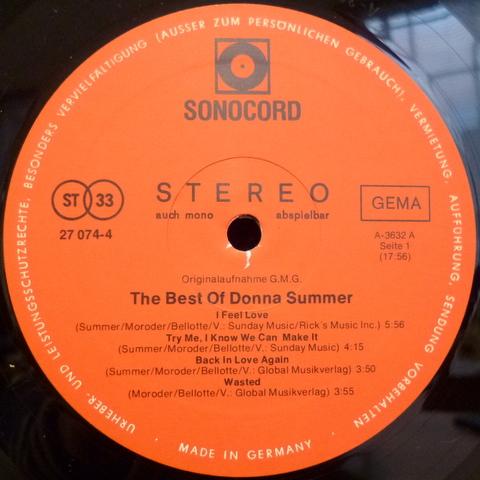 URHEBER- UND LEISTUNGSSCHUTZRECHTE, BESONDERS VERVIELFÄLTIGUNG (AUSSER ZUM PERSÖNLICHEN GEBRAUCH), VERMIETUNG, AUFFÜHRUNG, SENDUNG VORBEHALTEN
SONOCORD
STEREO
auch mono abspielbar
ST 33
27 074-4
GEMA
A-3632 A
Seite 1
(17:56)
Originalaufnahme G.M.G.
The Best Of Donna Summer
I Feel Love
(Summer/Moroder/Bellotte/V.: Sunday Music/Rick's Music Inc.) 5:56
Try Me, I Know We Can Make It
(Summer/Moroder/Bellotte/V.: Sunday Music) 4:15
Back In Love Again
(Summer/Moroder/Bellotte/V.: Global Musikverlag) 3:50
Wasted
(Moroder/Bellotte/V.: Global Musikverlag) 3:55
· MADE IN GERMANY ·